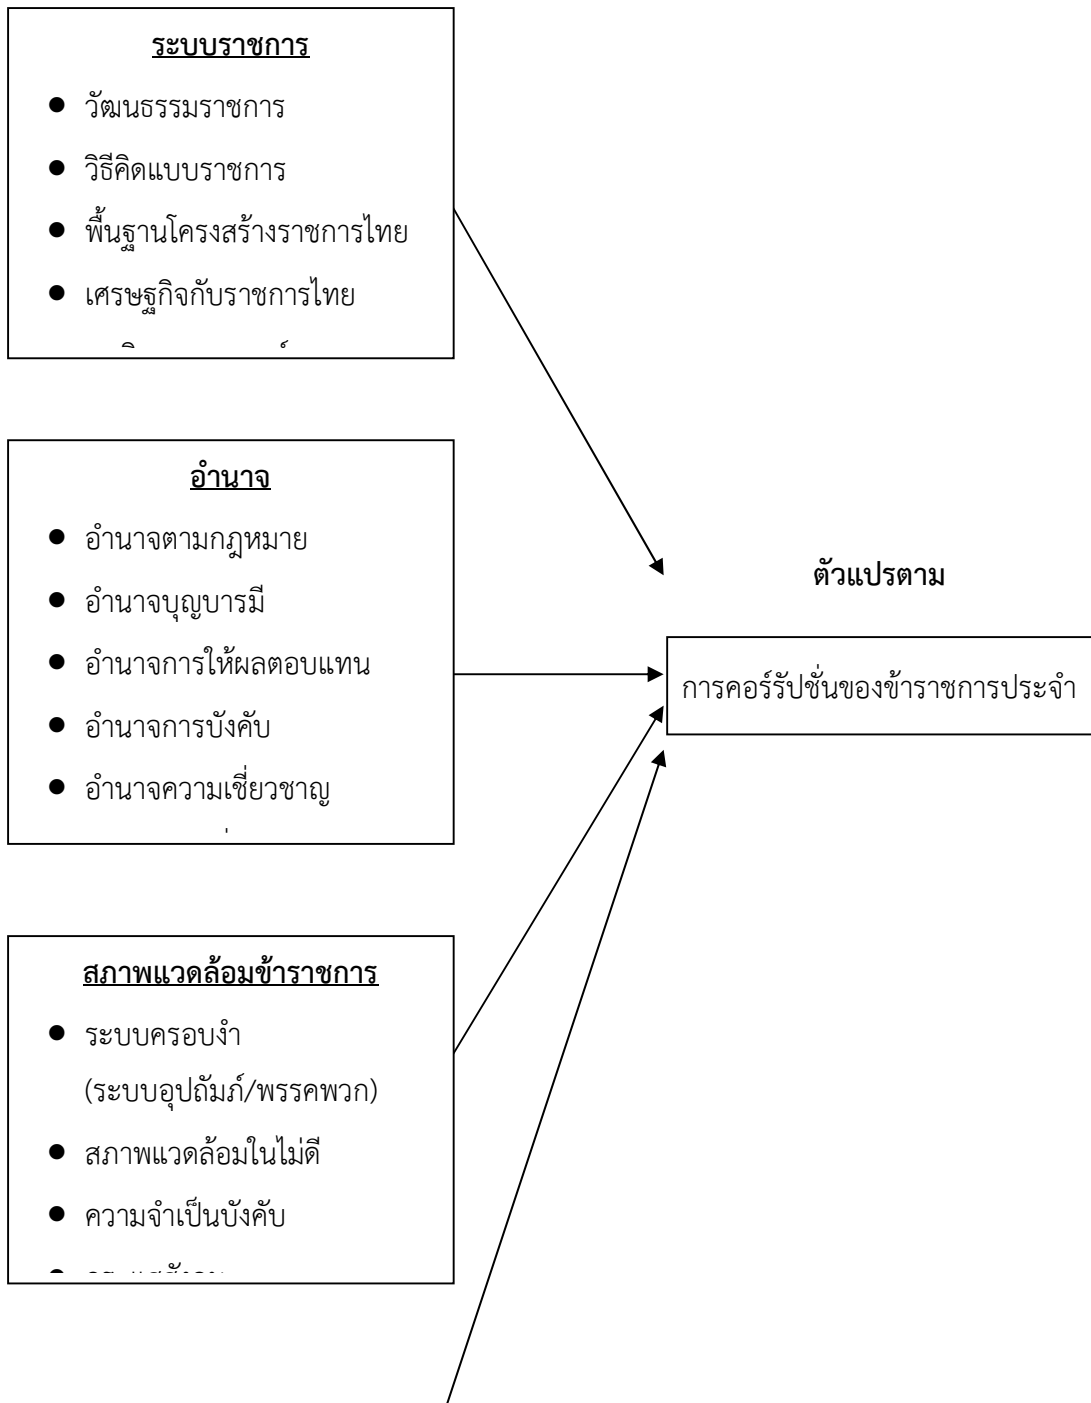 ระบบราชการ
● วัฒนธรรมราชการ
● วิธีคิดแบบราชการ
● พื้นฐานโครงสร้างราชการไทย
● เศรษฐกิจกับราชการไทย
อำนาจ
● อำนาจตามกฎหมาย
● อำนาจบุญบารมี
● อำนาจการให้ผลตอบแทน
● อำนาจการบังคับ
● อำนาจความเชี่ยวชาญ
ตัวแปรตาม
การคอร์รัปชั่นของข้าราชการประจำ
สภาพแวดล้อมข้าราชการ
● ระบบครอบงำ
(ระบบอุปถัมภ์/พรรคพวก)
● สภาพแวดล้อมในไม่ดี
● ความจำเป็นบังคับ